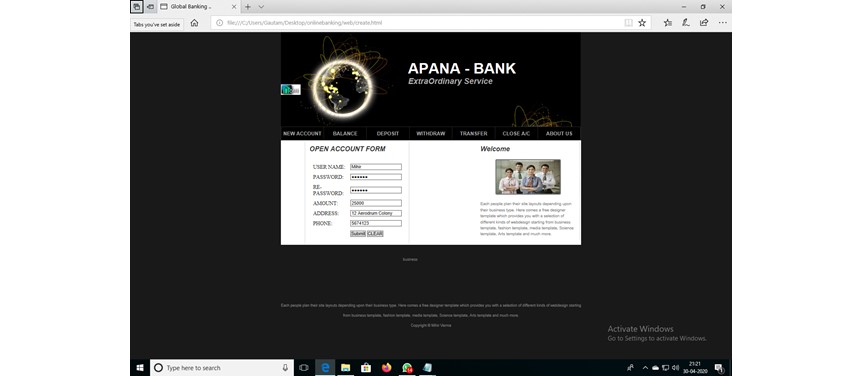 Global Banking ..
Tabs you've set aside
file:///C:/Users/Gautam/Desktop/onlinebanking/web/create.html
APANA - BANK
ExtraOrdinary Service
NEW ACCOUNT BALANCE DEPOSIT WITHDRAW TRANSFER CLOSE A/C ABOUT US
OPEN ACCOUNT FORM
USER NAME: Mihir
PASSWORD:
RE-
PASSWORD:
AMOUNT: 25000
ADDRESS: 12 Aerodrum Colony
PHONE: 5674123
Submit CLEAR
Welcome
Each people plan their site layouts depending upon
their business type. Here comes a free designer
template which provides you with a selection of
different kinds of webdesign starting from business
template, fashion template, media template, Science
template, Arts template and much more.
business
Each people plan their site layouts depending upon their business type. Here comes a free designer template which provides you with a selection of different kinds of webdesign starting
from business template, fashion template, media template, Science template, Arts template and much more.
Copyright © Mihir Verma
Activate Windows
Go to Settings to activate Windows.
Type here to search
21:21
30-04-2020